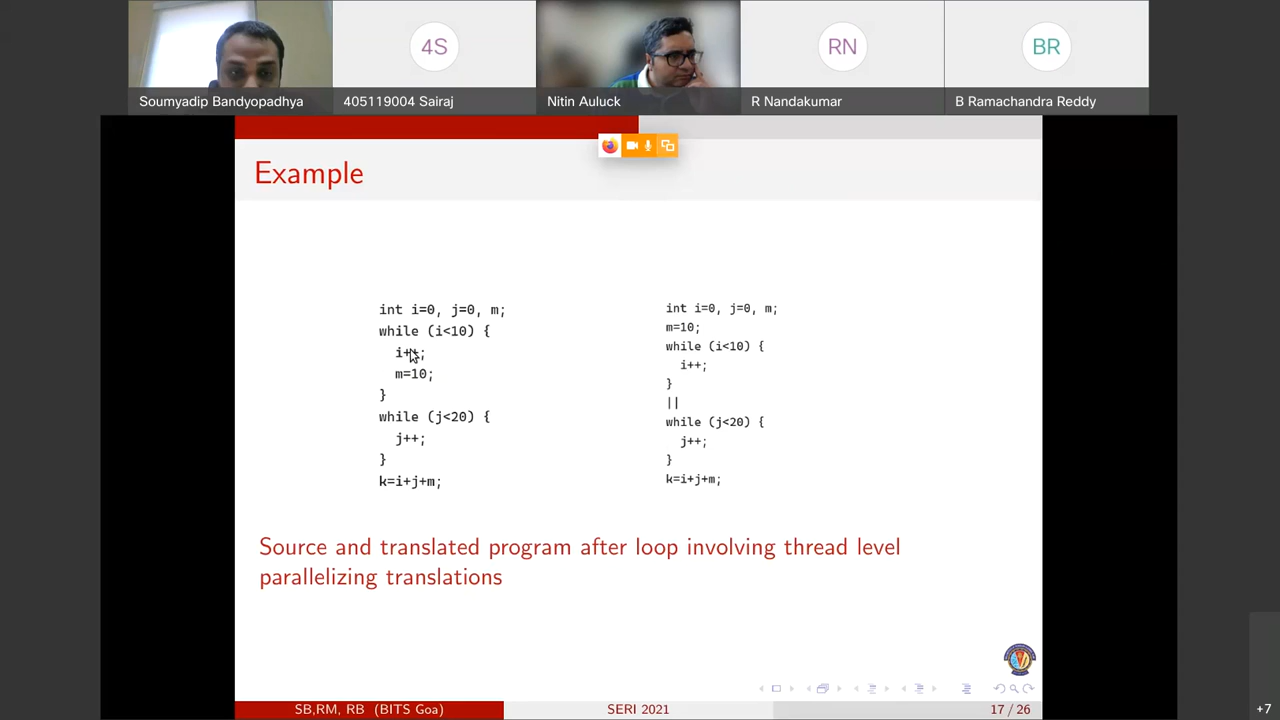 4S
RN
BR
Soumyadip Bandyopadhya
405119004 Sairaj
Nitin Auluck
R Nandakumar
B Ramachandra Reddy
Example
int i=0, j=0, m;
while (i<10) {
i++;
m=10;
}
while (j<20) {
j++;
}
k=i+j+m;
int i=0, j=0, m;
m=10;
while (i<10) {
i++;
}
||
while (j<20) {
j++;
}
k=i+j+m;
Source and translated program after loop involving thread level
parallelizing translations
SB,RM, RB (BITS Goa)
SERI 2021
17 / 26
+7